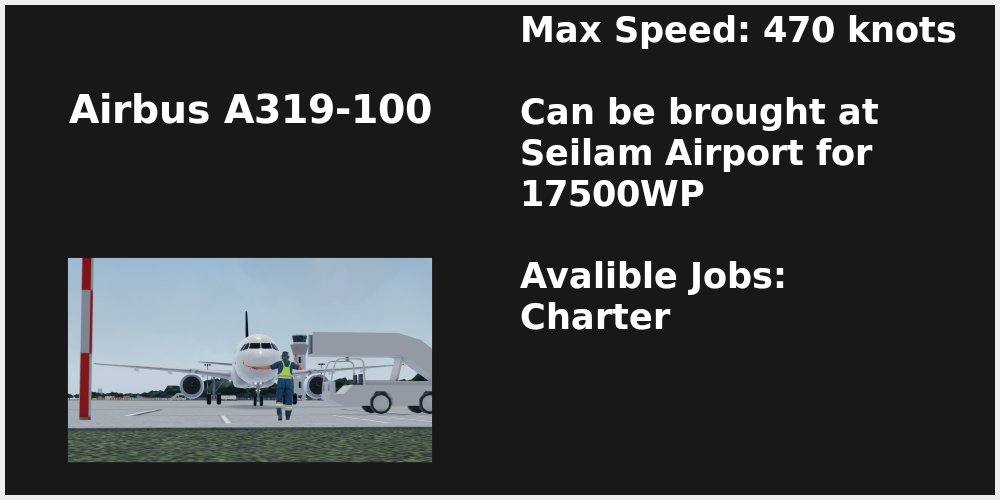 Airbus A319-100
Max Speed: 470 knots
Can be brought at
Seilam Airport for
17500WP
Avalible Jobs:
Charter